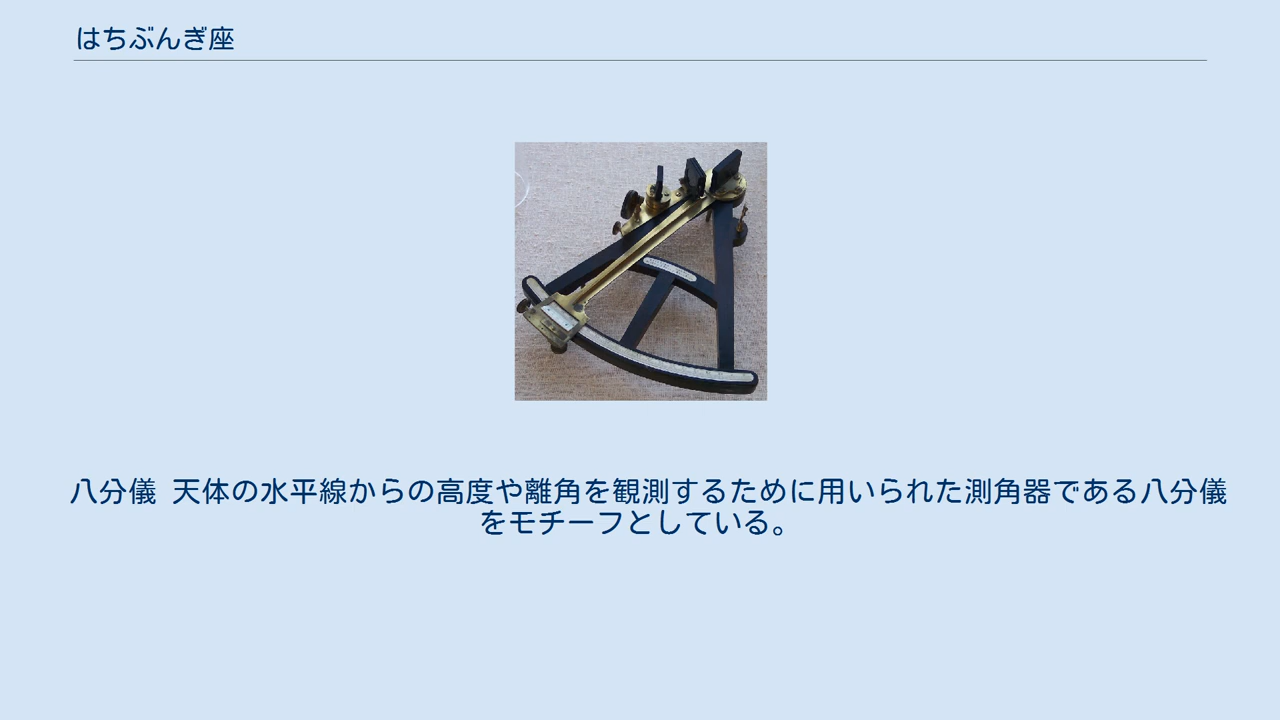 はちぶんぎ座
八分儀 天体の水平線からの高度や離角を観測するために用いられた測角器である八分儀
をモチーフとしている。